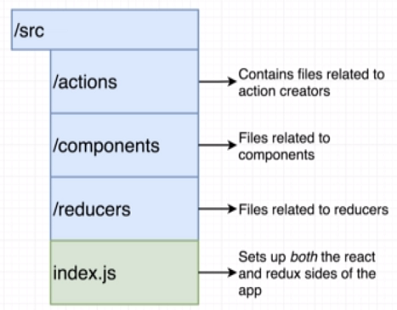 /src
/actions
Contains files related to
action creators
/components
Files related to
components
/reducers
Files related to reducers
index.js
Sets up both the react
and redux sides of the
app